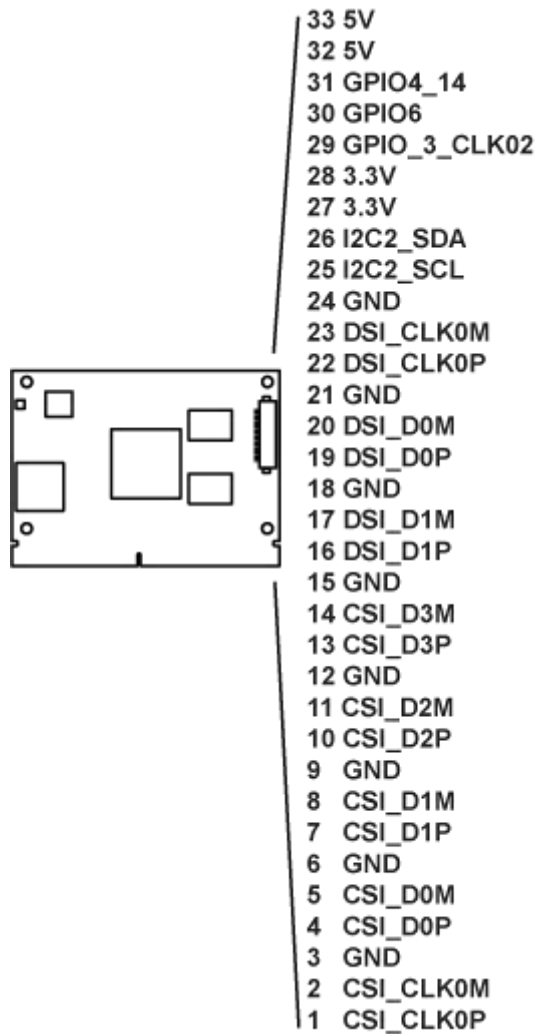 33 5V
32 5V
31 GPIO4_14
30 GPIO6
29 GPIO_3_CLK02
28 3.3V
27 3.3V
26 I2C2_SDA
25 I2C2_SCL
24 GND
23 DSI_CLK0M
22 DSI_CLK0P
21 GND
20 DSI_D0M
19 DSI_D0P
18 GND
17 DSI_D1M
16 DSI_D1P
15 GND
14 CSI_D3M
13 CSI_D3P
12 GND
11 CSI_D2M
10 CSI_D2P
9 GND
8 CSI_D1M
7 CSI_D1P
6 GND
5 CSI_D0M
4 CSI_D0P
3 GND
2 CSI_CLK0M
1 CSI_CLK0P